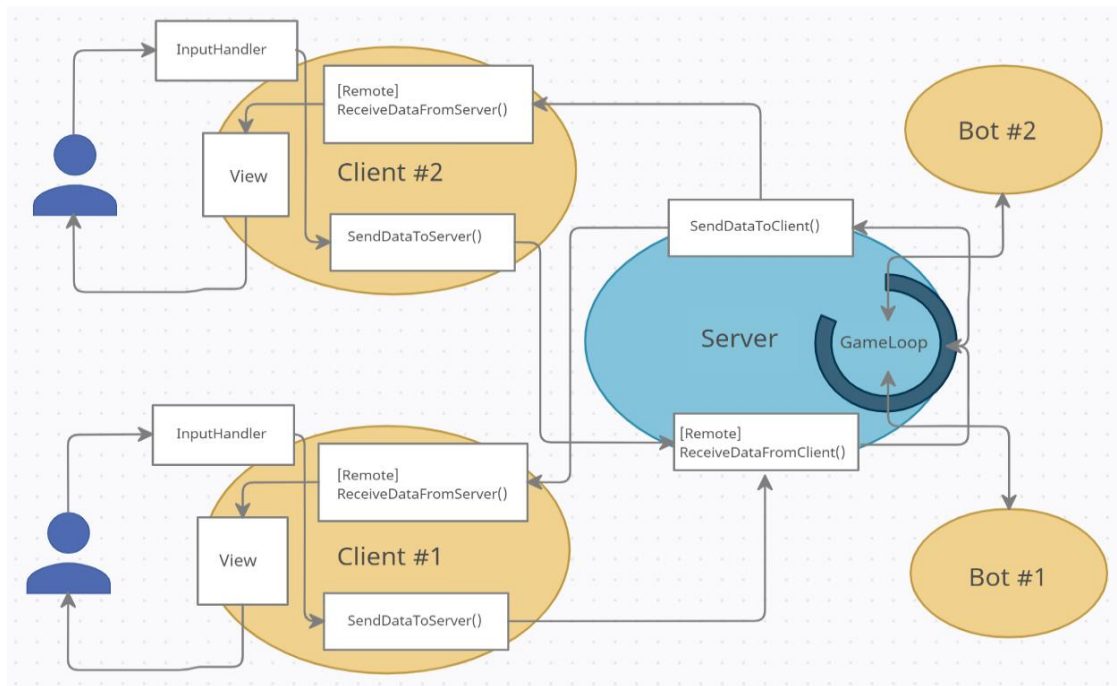 InputHandler
[Remote]
ReceiveDataFromServer()
View
Client #2
SendDataToServer()
Bot #2
SendDataToClient()
Server
GameLoop
[Remote]
ReceiveDataFromClient()
InputHandler
[Remote]
ReceiveDataFromServer()
View
Client #1
SendDataToServer()
Bot #1